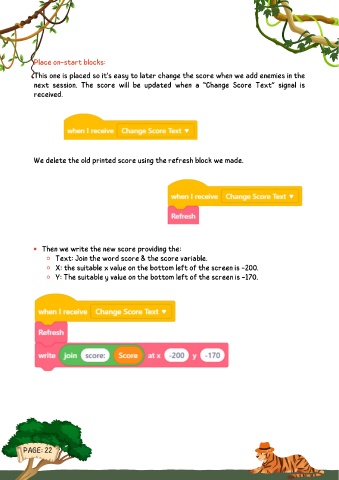 Place on-start blocks:
This one is placed so it's easy to later change the score when we add enemies in the
next session. The score will be updated when a "Change Score Text" signal is
received.
when I receive Change Score Text ▼
We delete the old printed score using the refresh block we made.
when I receive Change Score Text ▼
Refresh
• Then we write the new score providing the:
○ Text: Join the word score & the score variable.
○ X: the suitable x value on the bottom left of the screen is -200.
○ Y: The suitable y value on the bottom left of the screen is -170.
when I receive Change Score Text ▼
Refresh
write join score: Score at x -200 y -170
PAGE: 22